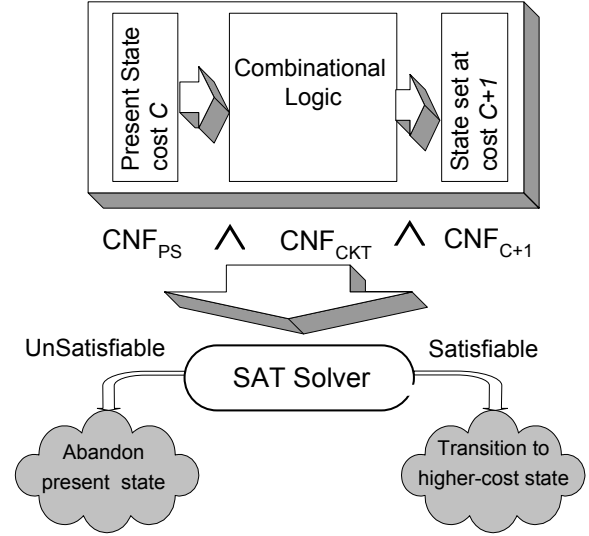 Present State
cost C
Combinational
Logic
State set at
cost C+1
CNF_PS ∧ CNF_CKT ∧ CNF_C+1
UnSatisfiable
SAT Solver
Satisfiable
Abandon
present state
Transition to
higher-cost state